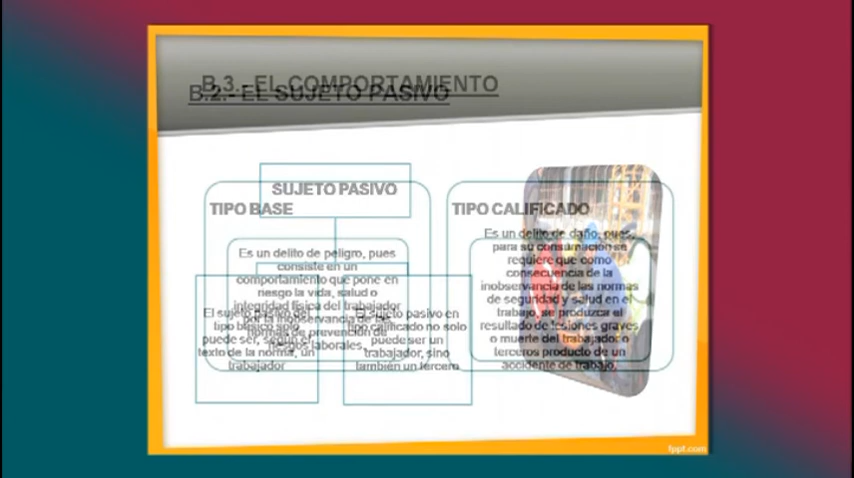 B.3.- EL COMPORTAMIENTO
B.2.- EL SUJETO PASIVO
SUJETO PASIVO
TIPO BASE
Es un delito de peligro, pues
consiste en un
comportamiento que pone en
riesgo la vida, salud o
integridad física del trabajador
por la inobservancia de las
normas de prevención de
riesgos laborales.
El sujeto pasivo del
tipo básico solo
puede ser, según el
texto de la norma, un
trabajador
El sujeto pasivo en
tipo calificado no solo
puede ser un
trabajador, sino
también un tercero
TIPO CALIFICADO
Es un delito de daño, pues,
para su consumación se
requiere que como
consecuencia de la
inobservancia de las normas
de seguridad y salud en el
trabajo, se produzca el
resultado de lesiones graves
o muerte del trabajador o
terceros producto de un
accidente de trabajo.
fppt.com